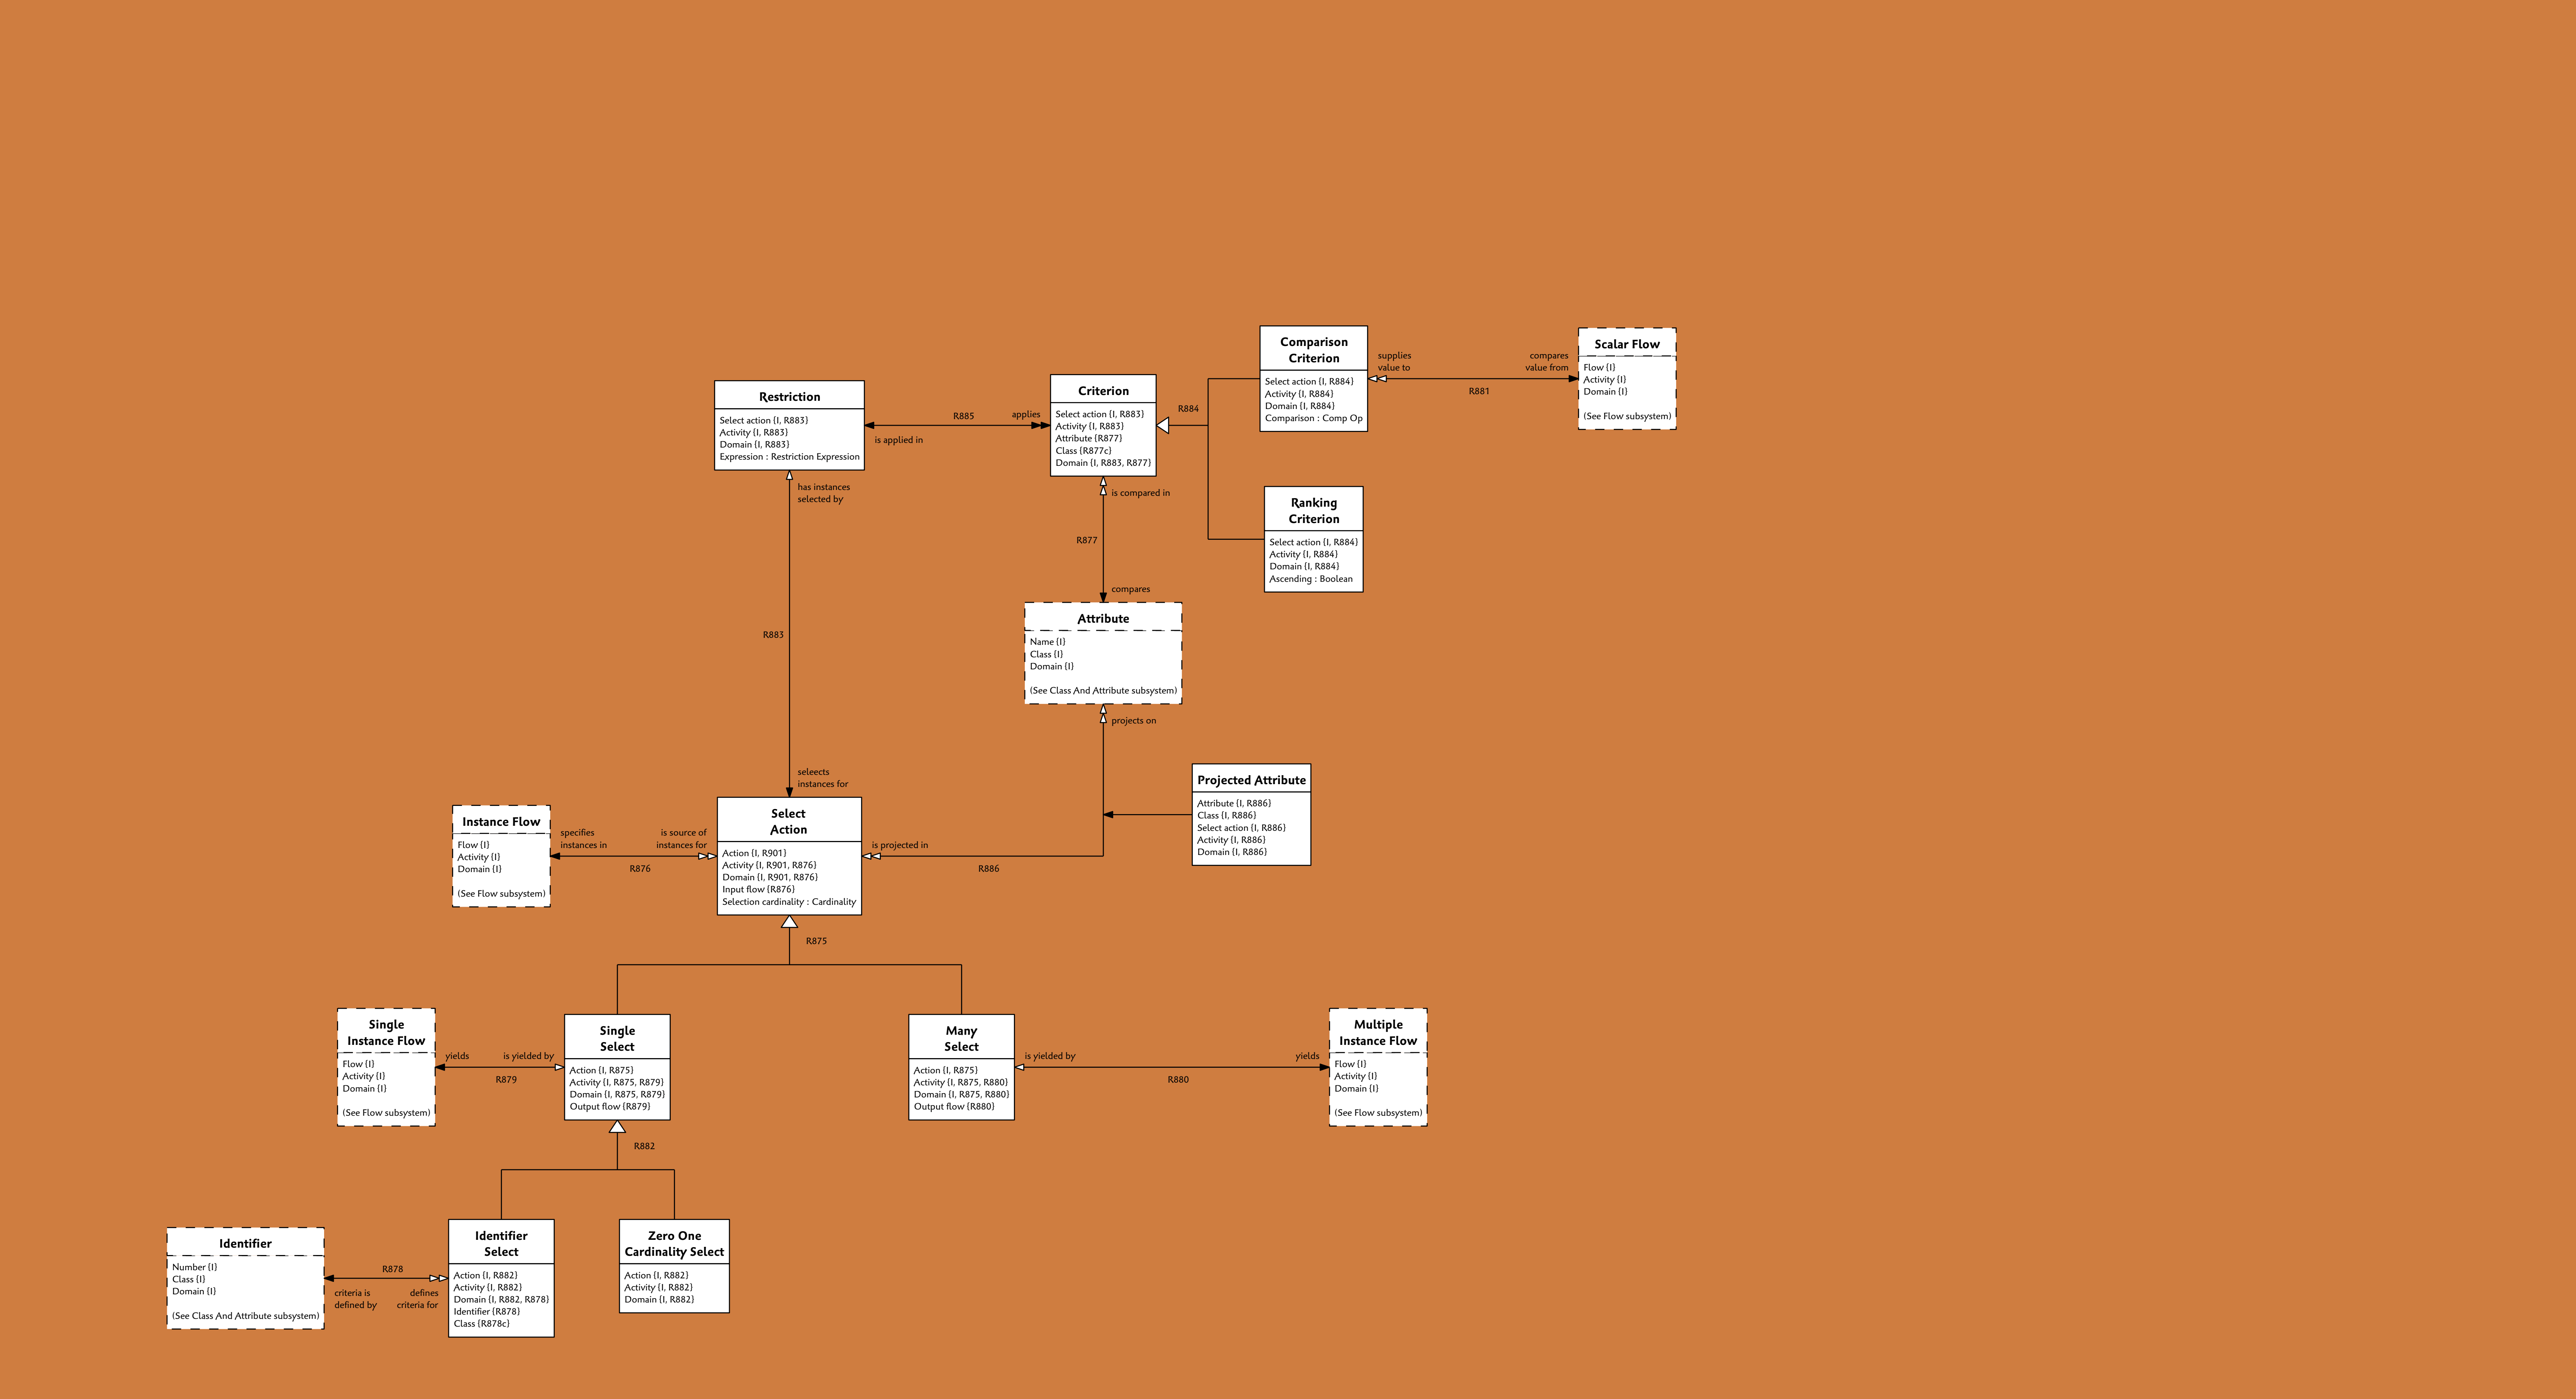 Comparison
Criterion
Select action {I, R884}
Activity {I, R884}
Domain {I, R884}
Comparison : Comp Op
supplies
value to
compares
value from
R881
Scalar Flow
Flow {I}
Activity {I}
Domain {I}
(See Flow subsystem)
Restriction
Select action {I, R883}
Activity {I, R883}
Domain {I, R883}
Expression : Restriction Expression
R885
applies
is applied in
Criterion
Select action {I, R883}
Activity {I, R883}
Attribute {R877}
Class {R877c}
Domain {I, R883, R877}
R884
has instances
selected by
is compared in
R877
compares
Ranking
Criterion
Select action {I, R884}
Activity {I, R884}
Domain {I, R884}
Ascending : Boolean
R883
Attribute
Name {I}
Class {I}
Domain {I}
(See Class And Attribute subsystem)
projects on
seleects
instances for
Projected Attribute
Attribute {I, R886}
Class {I, R886}
Select action {I, R886}
Activity {I, R886}
Domain {I, R886}
Instance Flow
Flow {I}
Activity {I}
Domain {I}
(See Flow subsystem)
specifies
instances in
is source of
instances for
R876
Select
Action
Action {I, R901}
Activity {I, R901, R876}
Domain {I, R901, R876}
Input flow {R876}
Selection cardinality : Cardinality
is projected in
R886
R875
Single
Instance Flow
Flow {I}
Activity {I}
Domain {I}
(See Flow subsystem)
yields
is yielded by
R879
Single
Select
Action {I, R875}
Activity {I, R875, R879}
Domain {I, R875, R879}
Output flow {R879}
Many
Select
Action {I, R875}
Activity {I, R875, R880}
Domain {I, R875, R880}
Output flow {R880}
is yielded by
yields
R880
Multiple
Instance Flow
Flow {I}
Activity {I}
Domain {I}
(See Flow subsystem)
R882
Identifier
Number {I}
Class {I}
Domain {I}
(See Class And Attribute subsystem)
R878
criteria is
defined by
defines
criteria for
Identifier
Select
Action {I, R882}
Activity {I, R882}
Domain {I, R882, R878}
Identifier {R878}
Class {R878c}
Zero One
Cardinality Select
Action {I, R882}
Activity {I, R882}
Domain {I, R882}